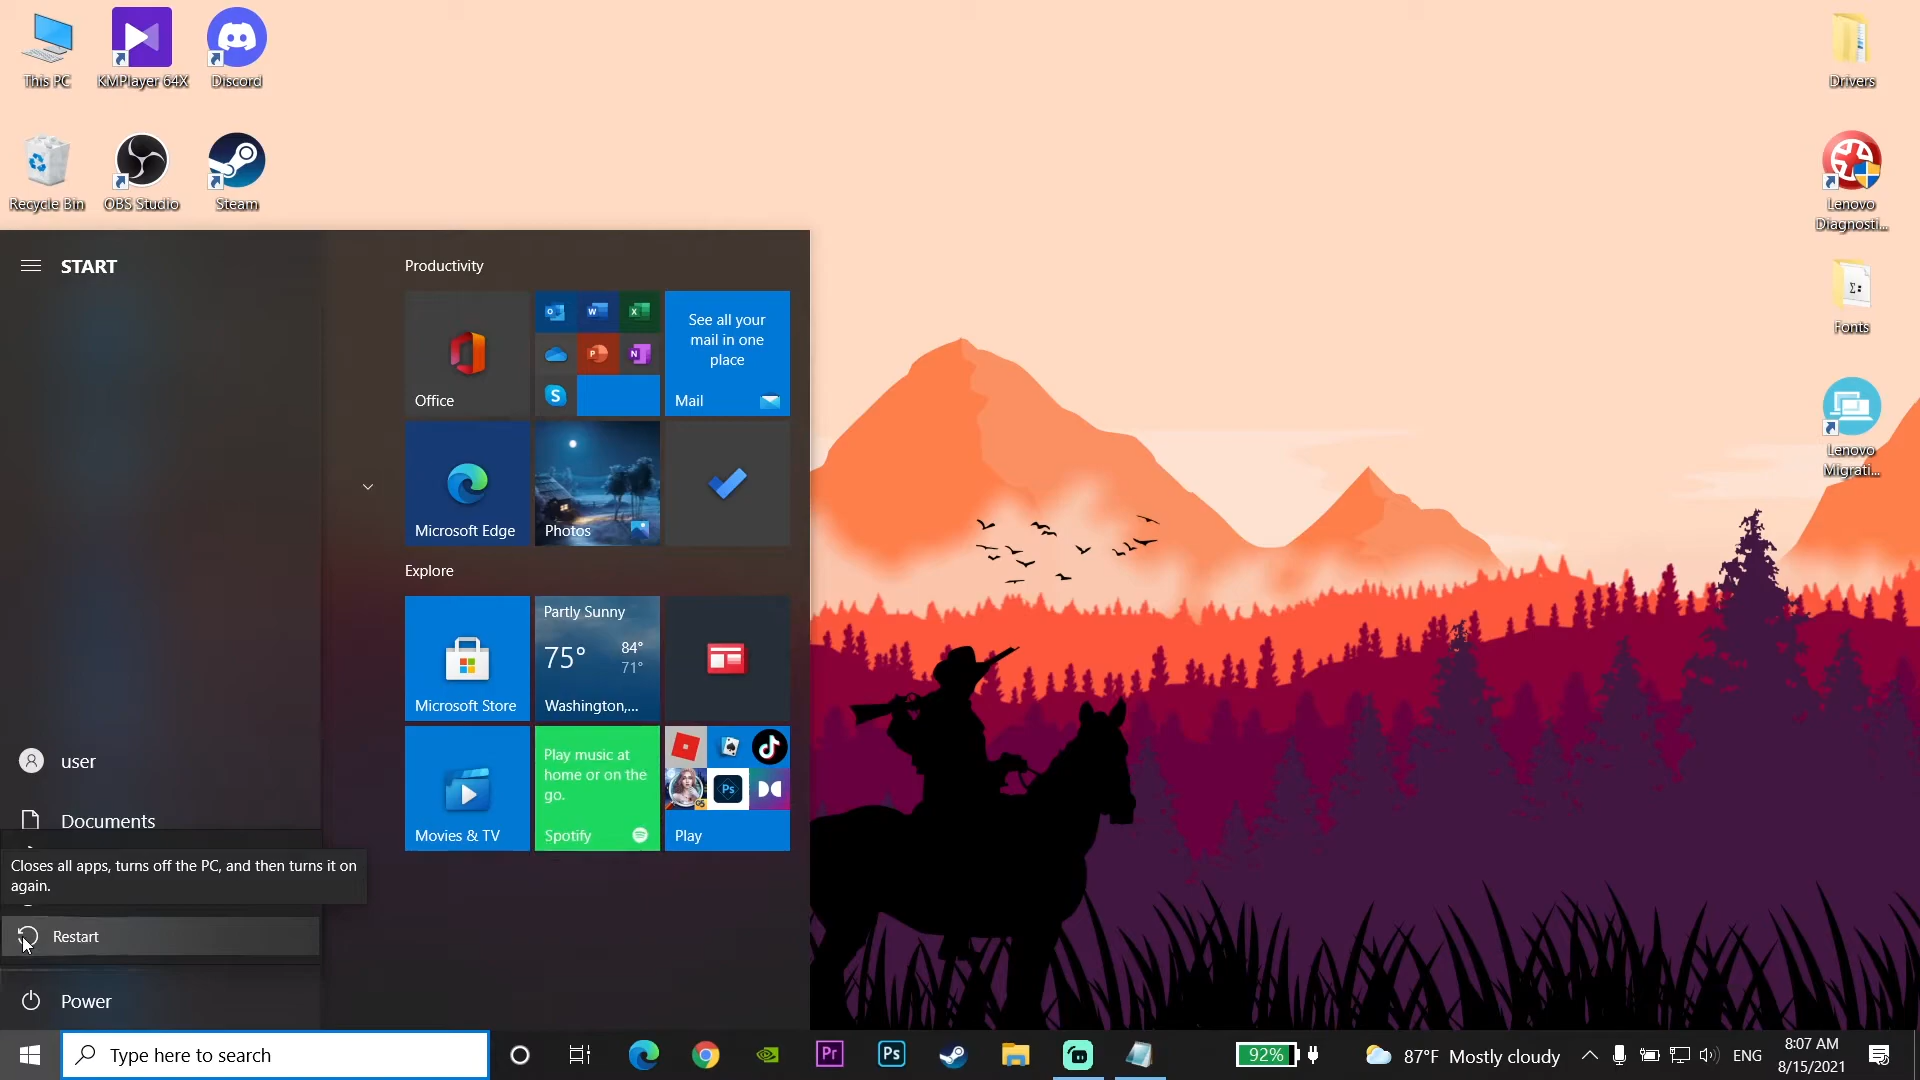 This PC
KMPlayer 64X
Discord
Drivers
Recycle Bin
OBS Studio
Steam
Lenovo
Diagnosti...
Fonts
Lenovo
Migrati...
START
Productivity
Office
See all your
mail in one
place
Mail
Microsoft Edge
Photos
Explore
Microsoft Store
Partly Sunny
75°
84°
71°
Washington,...
Movies & TV
Play music at
home or on the
go.
Spotify
Play
user
Documents
Closes all apps, turns off the PC, and then turns it on
again.
Restart
Power
Type here to search
Pr
Ps
92%
87°F Mostly cloudy
ENG
8:07 AM
8/15/2021